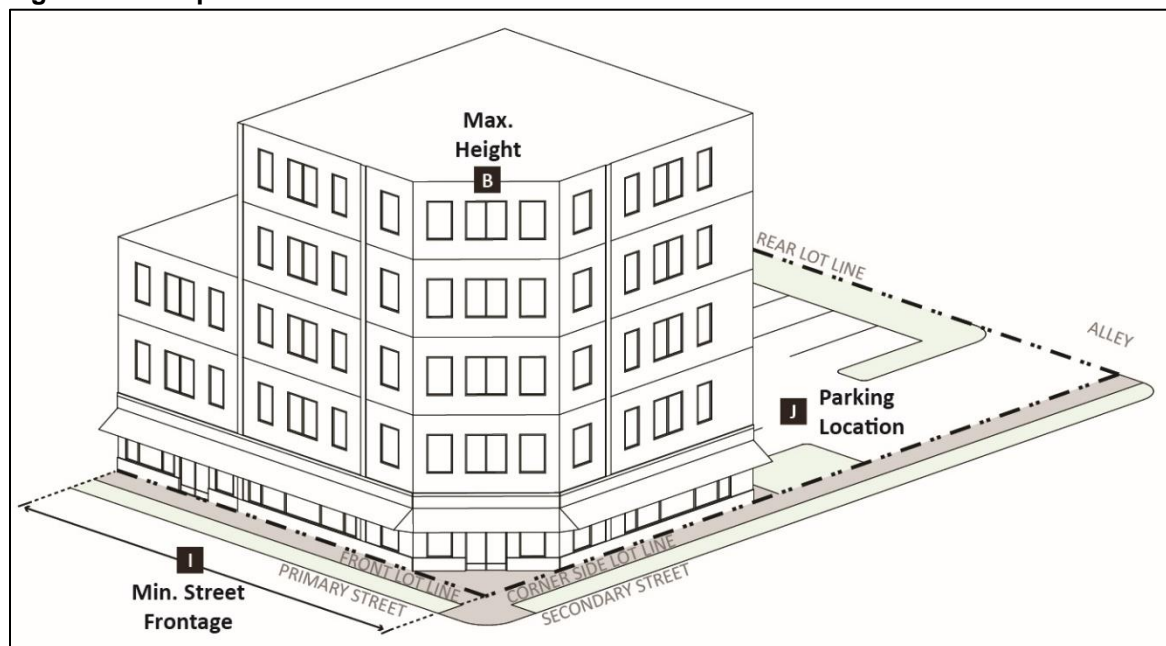 Max.
Height
B
REAR LOT LINE
ALLEY
J
Parking
Location
I
Min. Street
Frontage
FRONT LOT LINE
PRIMARY STREET
CORNER SIDE LOT LINE
SECONDARY STREET